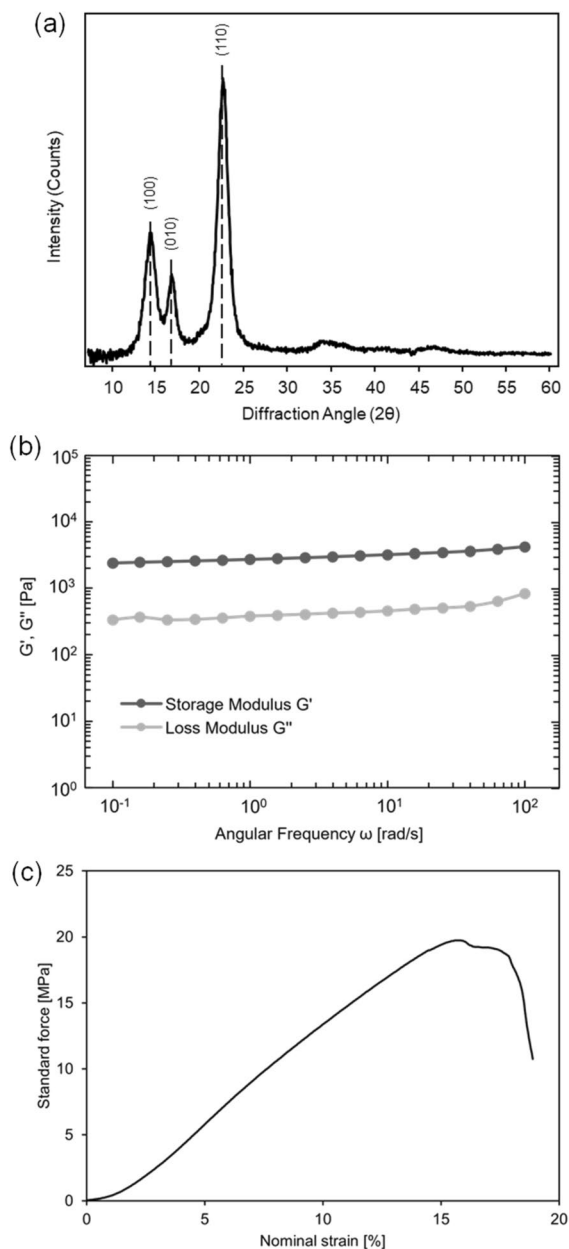 (a)
(100)
(010)
(110)
Intensity (Counts)
10 15 20 25 30 35 40 45 50 55 60
Diffraction Angle (2θ)
(b)
10⁵
10⁴
10³
10²
10¹
10⁰
G', G" [Pa]
Storage Modulus G'
Loss Modulus G"
10⁻¹ 10⁰ 10¹ 10²
Angular Frequency ω [rad/s]
(c)
25
20
15
10
5
0
Standard force [MPa]
0 5 10 15 20
Nominal strain [%]